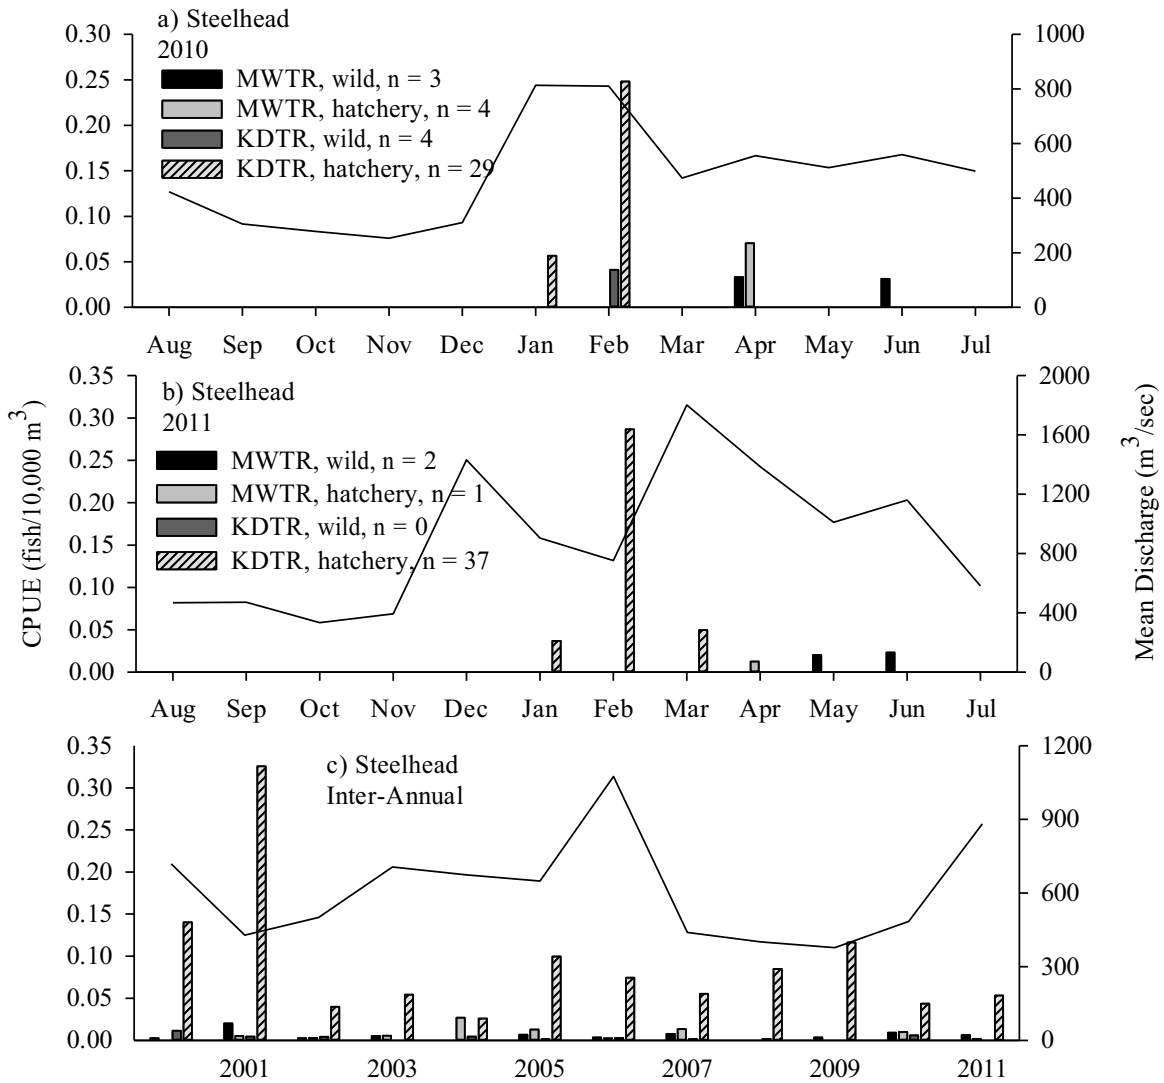 a) Steelhead
2010
MWTR, wild, n = 3
MWTR, hatchery, n = 4
KDTR, wild, n = 4
KDTR, hatchery, n = 29
0.30
0.25
0.20
0.15
0.10
0.05
0.00
1000
800
600
400
200
0
Aug Sep Oct Nov Dec Jan Feb Mar Apr May Jun Jul
b) Steelhead
2011
MWTR, wild, n = 2
MWTR, hatchery, n = 1
KDTR, wild, n = 0
KDTR, hatchery, n = 37
0.35
0.30
0.25
0.20
0.15
0.10
0.05
0.00
2000
1600
1200
800
400
0
CPUE (fish/10,000 m³)
Mean Discharge (m³/sec)
Aug Sep Oct Nov Dec Jan Feb Mar Apr May Jun Jul
c) Steelhead
Inter-Annual
0.35
0.30
0.25
0.20
0.15
0.10
0.05
0.00
1200
900
600
300
0
2001 2003 2005 2007 2009 2011